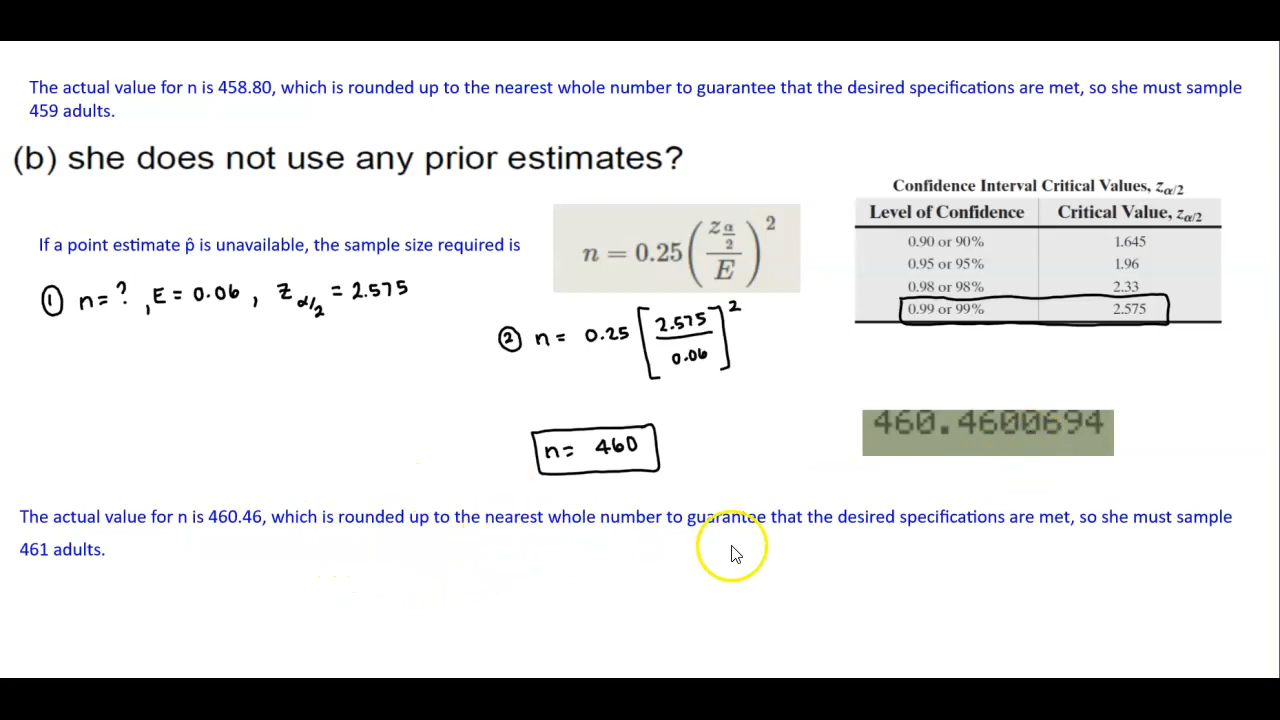 The actual value for n is 458.80, which is rounded up to the nearest whole number to guarantee that the desired specifications are met, so she must sample
459 adults.
(b) she does not use any prior estimates?
If a point estimate p̂ is unavailable, the sample size required is
n = 0.25 ( z α/2 / E )²
Confidence Interval Critical Values, z α/2
Level of Confidence Critical Value, z α/2
0.90 or 90% 1.645
0.95 or 95% 1.96
0.98 or 98% 2.33
0.99 or 99% 2.575
① n = ? , E = 0.06 , z α/2 = 2.575
② n = 0.25 [ 2.575 / 0.06 ]²
n = 460
460.4600694
The actual value for n is 460.46, which is rounded up to the nearest whole number to guarantee that the desired specifications are met, so she must sample
461 adults.